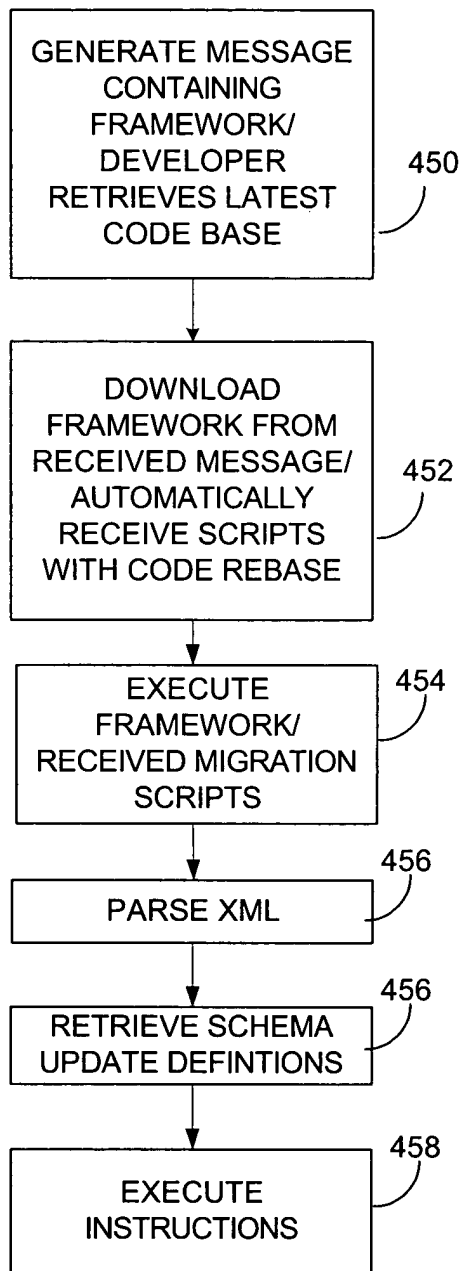 GENERATE MESSAGE
CONTAINING
FRAMEWORK/
DEVELOPER
RETRIEVES LATEST
CODE BASE
450
DOWNLOAD
FRAMEWORK FROM
RECEIVED MESSAGE/
AUTOMATICALLY
RECEIVE SCRIPTS
WITH CODE REBASE
452
EXECUTE
FRAMEWORK/
RECEIVED MIGRATION
SCRIPTS
454
PARSE XML
456
RETRIEVE SCHEMA
UPDATE DEFINTIONS
456
EXECUTE
INSTRUCTIONS
458